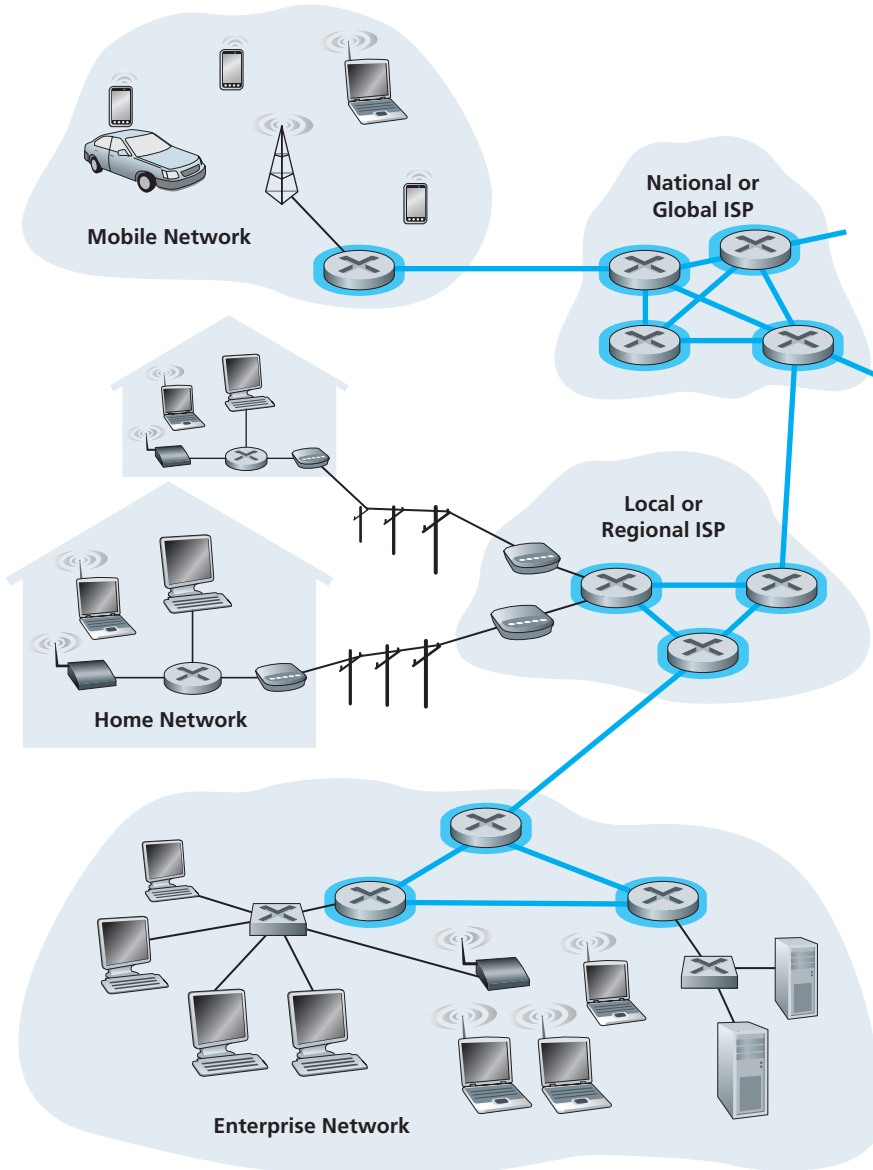 Mobile Network
National or
Global ISP
Local or
Regional ISP
Home Network
Enterprise Network